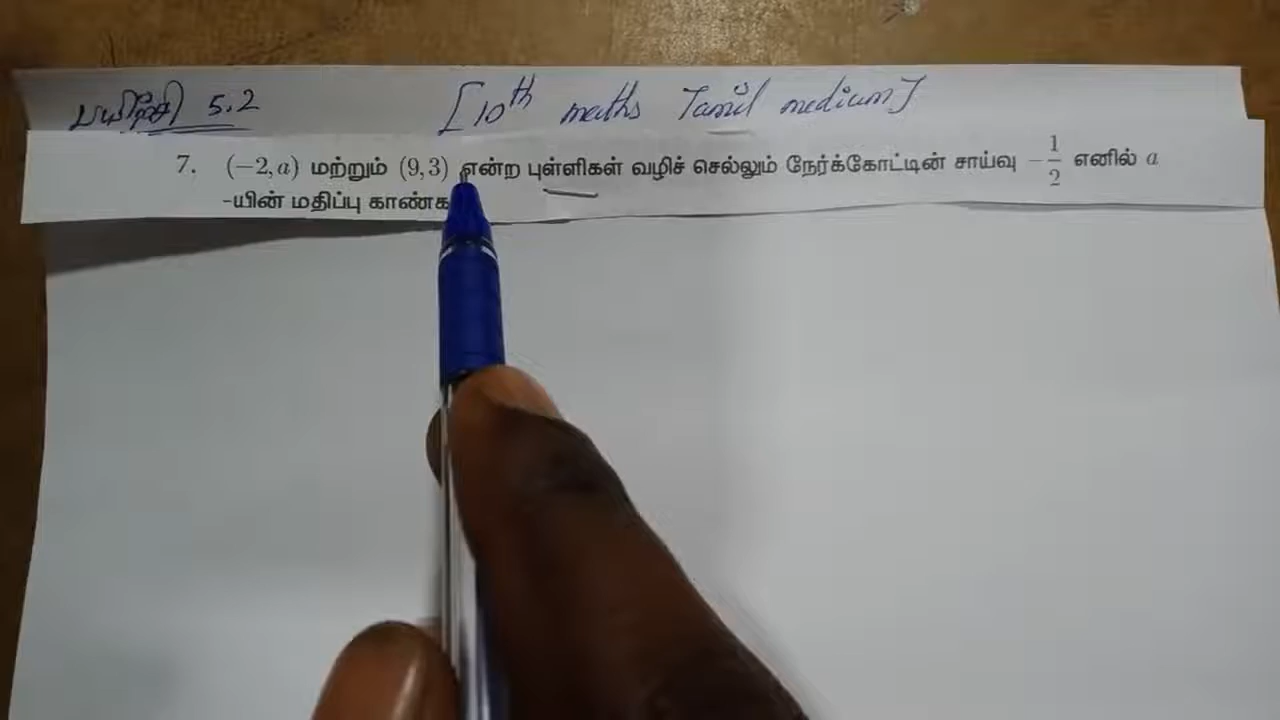 பயிற்சி 5.2 [10th maths Tamil medium]
7. (−2, a) மற்றும் (9, 3) என்ற புள்ளிகள் வழிச் செல்லும் நேர்க்கோட்டின் சாய்வு −1/2 எனில் a
-யின் மதிப்பு காண்க